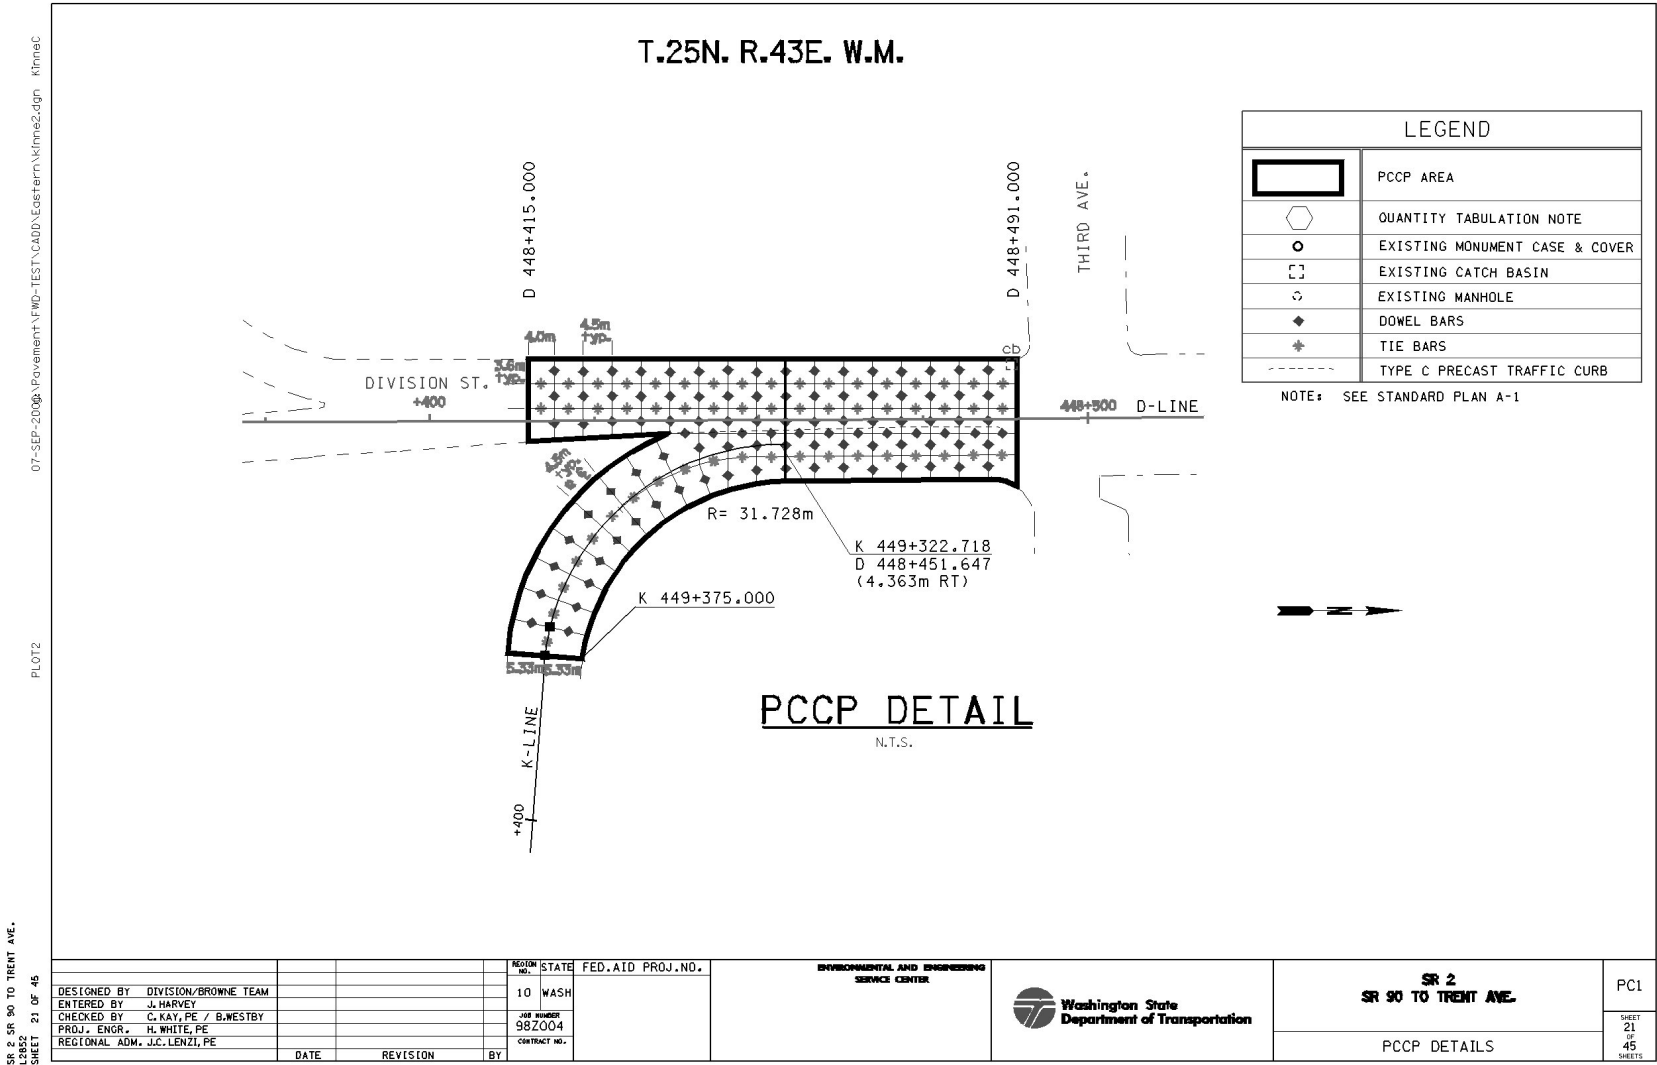 T.25N. R.43E. W.M.
LEGEND
PCCP AREA
QUANTITY TABULATION NOTE
EXISTING MONUMENT CASE & COVER
EXISTING CATCH BASIN
EXISTING MANHOLE
DOWEL BARS
TIE BARS
TYPE C PRECAST TRAFFIC CURB
NOTE: SEE STANDARD PLAN A-1
D 448+415.000
D 448+491.000
THIRD AVE.
4.0m
4.5m
typ.
3.6m
typ.
cb
DIVISION ST.
+400
448+500
D-LINE
4.5m
typ.
R= 31.728m
K 449+322.718
D 448+451.647
(4.363m RT)
K 449+375.000
N
5.33m
5.33m
K-LINE
+400
PCCP DETAIL
N.T.S.
KinneC
PLOT2
SR 2 SR 90 TO TRENT AVE.
L2852
SHEET 21 OF 45
DESIGNED BY DIVISION/BROWNE TEAM
ENTERED BY J. HARVEY
CHECKED BY C. KAY, PE / B.WESTBY
PROJ. ENGR. H. WHITE, PE
REGIONAL ADM. J.C. LENZI, PE
DATE REVISION BY
REGION NO.
STATE
FED.AID PROJ.NO.
10 WASH
JOB NUMBER
98Z004
CONTRACT NO.
ENVIRONMENTAL AND ENGINEERING
SERVICE CENTER
Washington State
Department of Transportation
SR 2
SR 90 TO TRENT AVE.
PCCP DETAILS
PC1
SHEET
21
OF
45
SHEETS